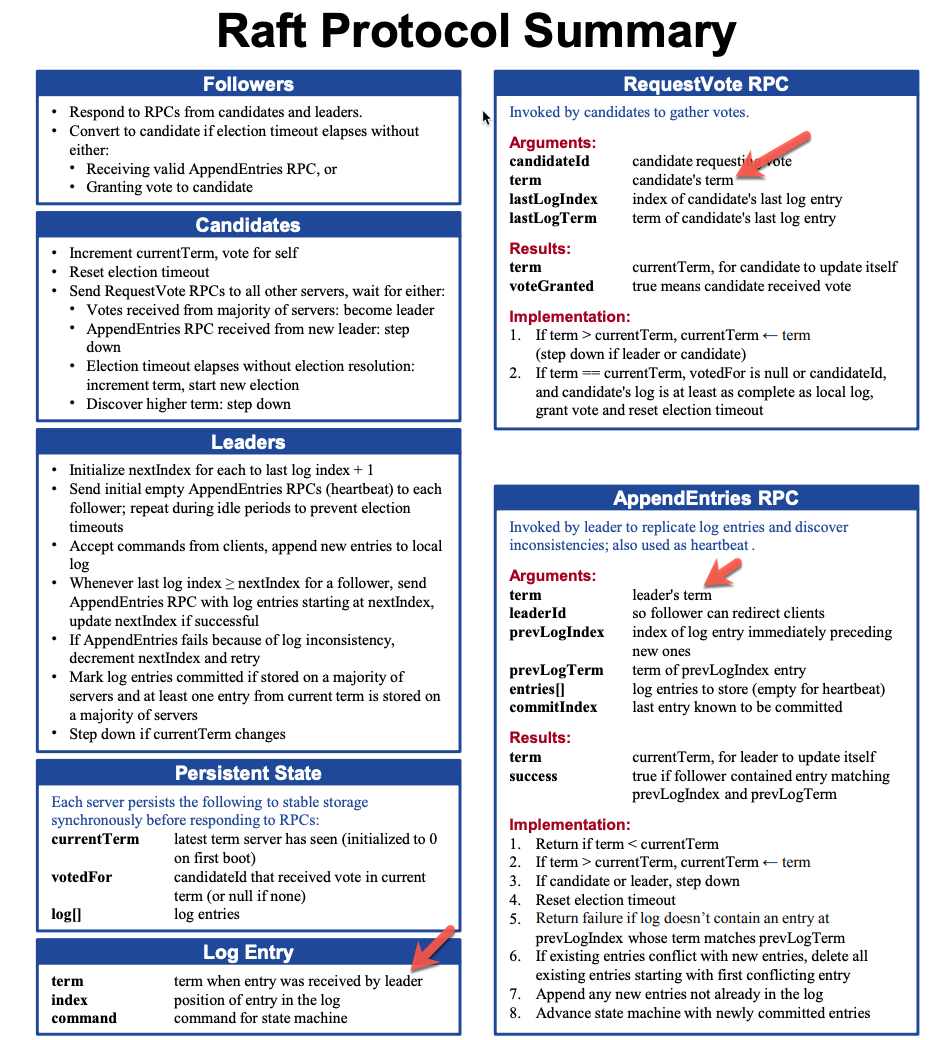 Raft Protocol Summary
Followers
• Respond to RPCs from candidates and leaders.
• Convert to candidate if election timeout elapses without
either:
• Receiving valid AppendEntries RPC, or
• Granting vote to candidate
Candidates
• Increment currentTerm, vote for self
• Reset election timeout
• Send RequestVote RPCs to all other servers, wait for either:
• Votes received from majority of servers: become leader
• AppendEntries RPC received from new leader: step
down
• Election timeout elapses without election resolution:
increment term, start new election
• Discover higher term: step down
Leaders
• Initialize nextIndex for each to last log index + 1
• Send initial empty AppendEntries RPCs (heartbeat) to each
follower; repeat during idle periods to prevent election
timeouts
• Accept commands from clients, append new entries to local
log
• Whenever last log index ≥ nextIndex for a follower, send
AppendEntries RPC with log entries starting at nextIndex,
update nextIndex if successful
• If AppendEntries fails because of log inconsistency,
decrement nextIndex and retry
• Mark log entries committed if stored on a majority of
servers and at least one entry from current term is stored on
a majority of servers
• Step down if currentTerm changes
Persistent State
Each server persists the following to stable storage
synchronously before responding to RPCs:
currentTerm latest term server has seen (initialized to 0
on first boot)
votedFor candidateId that received vote in current
term (or null if none)
log[] log entries
Log Entry
term term when entry was received by leader
index position of entry in the log
command command for state machine
RequestVote RPC
Invoked by candidates to gather votes.
Arguments:
candidateId candidate requesting vote
term candidate's term
lastLogIndex index of candidate's last log entry
lastLogTerm term of candidate's last log entry
Results:
term currentTerm, for candidate to update itself
voteGranted true means candidate received vote
Implementation:
1. If term > currentTerm, currentTerm ← term
(step down if leader or candidate)
2. If term == currentTerm, votedFor is null or candidateId,
and candidate's log is at least as complete as local log,
grant vote and reset election timeout
AppendEntries RPC
Invoked by leader to replicate log entries and discover
inconsistencies; also used as heartbeat .
Arguments:
term leader's term
leaderId so follower can redirect clients
prevLogIndex index of log entry immediately preceding
new ones
prevLogTerm term of prevLogIndex entry
entries[] log entries to store (empty for heartbeat)
commitIndex last entry known to be committed
Results:
term currentTerm, for leader to update itself
success true if follower contained entry matching
prevLogIndex and prevLogTerm
Implementation:
1. Return if term < currentTerm
2. If term > currentTerm, currentTerm ← term
3. If candidate or leader, step down
4. Reset election timeout
5. Return failure if log doesn’t contain an entry at
prevLogIndex whose term matches prevLogTerm
6. If existing entries conflict with new entries, delete all
existing entries starting with first conflicting entry
7. Append any new entries not already in the log
8. Advance state machine with newly committed entries